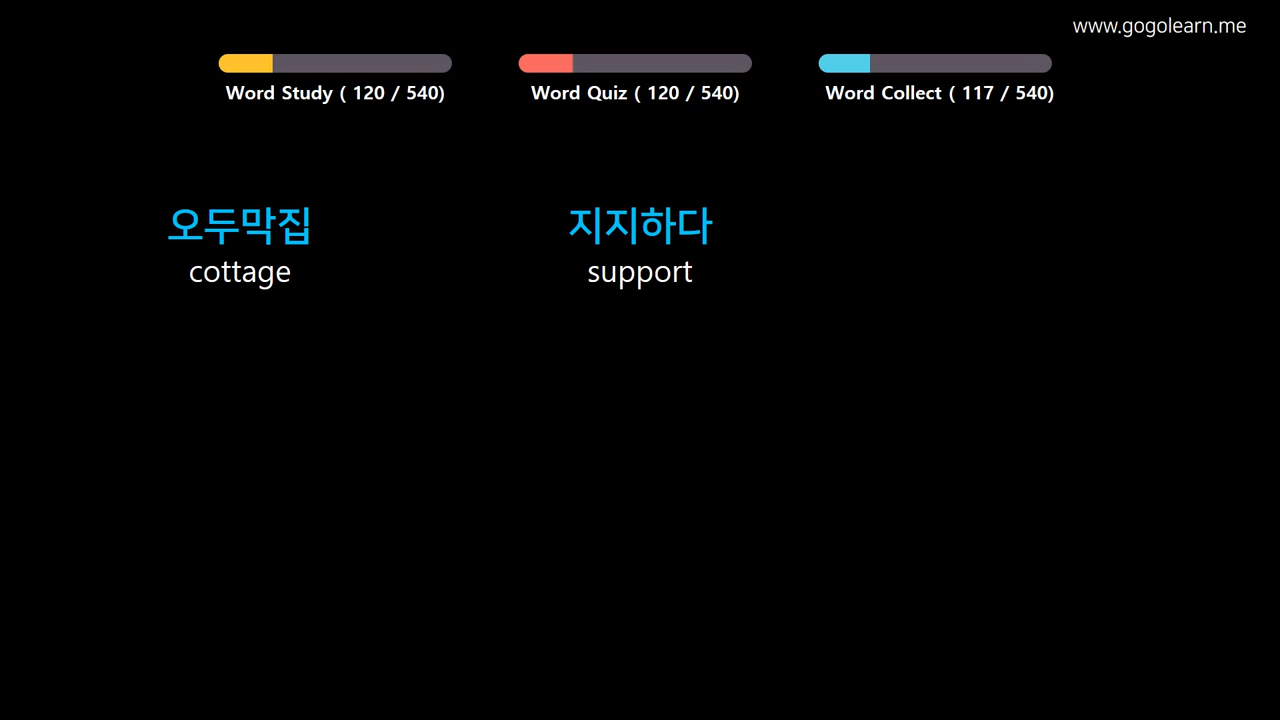 www.gogolearn.me
Word Study ( 120 / 540)
Word Quiz ( 120 / 540)
Word Collect ( 117 / 540)
오두막집
cottage
지지하다
support